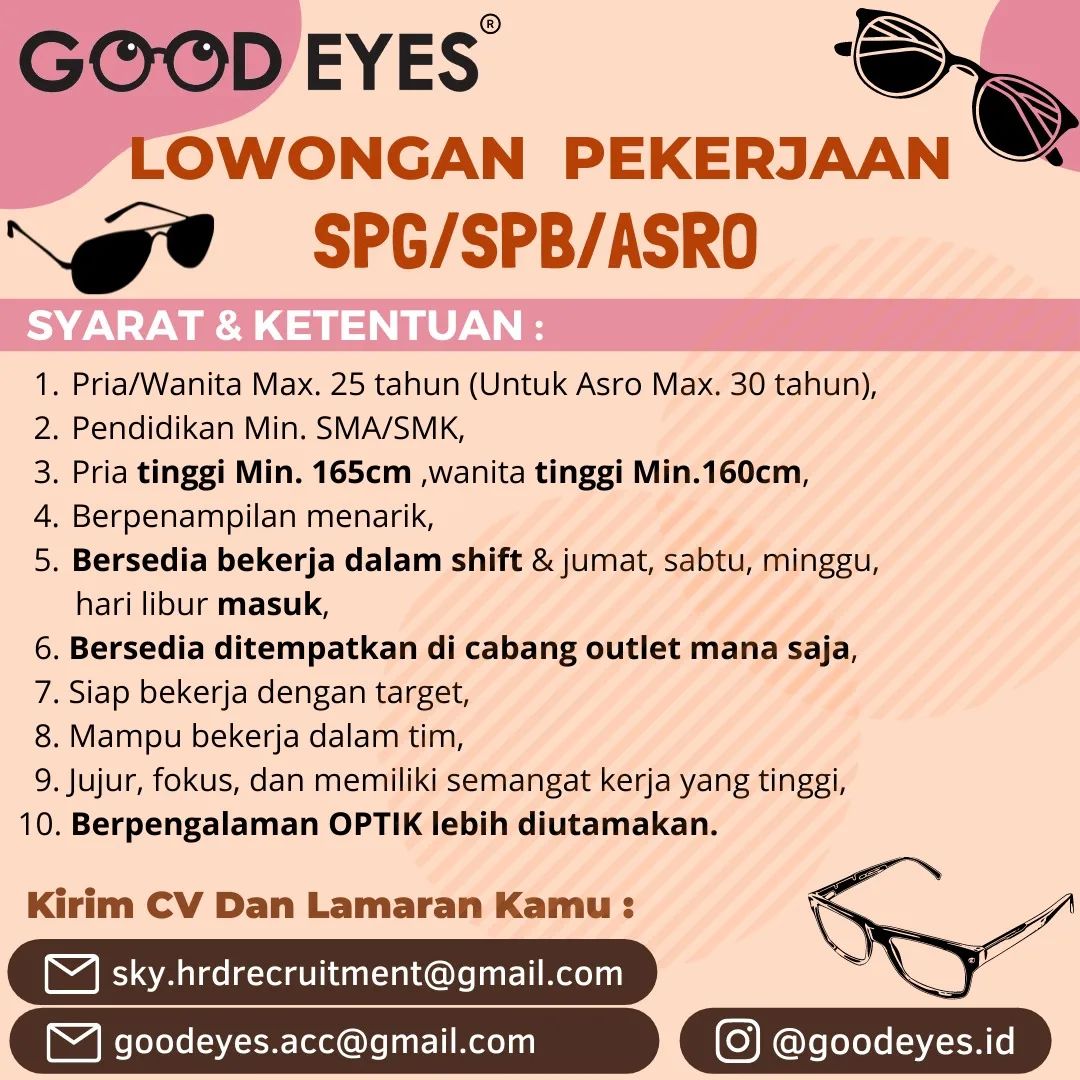 GOOD EYES®
LOWONGAN PEKERJAAN
SPG/SPB/ASRO
SYARAT & KETENTUAN :
1. Pria/Wanita Max. 25 tahun (Untuk Asro Max. 30 tahun),
2. Pendidikan Min. SMA/SMK,
3. Pria tinggi Min. 165cm ,wanita tinggi Min.160cm,
4. Berpenampilan menarik,
5. Bersedia bekerja dalam shift & jumat, sabtu, minggu,
hari libur masuk,
6. Bersedia ditempatkan di cabang outlet mana saja,
7. Siap bekerja dengan target,
8. Mampu bekerja dalam tim,
9. Jujur, fokus, dan memiliki semangat kerja yang tinggi,
10. Berpengalaman OPTIK lebih diutamakan.
Kirim CV Dan Lamaran Kamu :
sky.hrdrecruitment@gmail.com
goodeyes.acc@gmail.com
@goodeyes.id